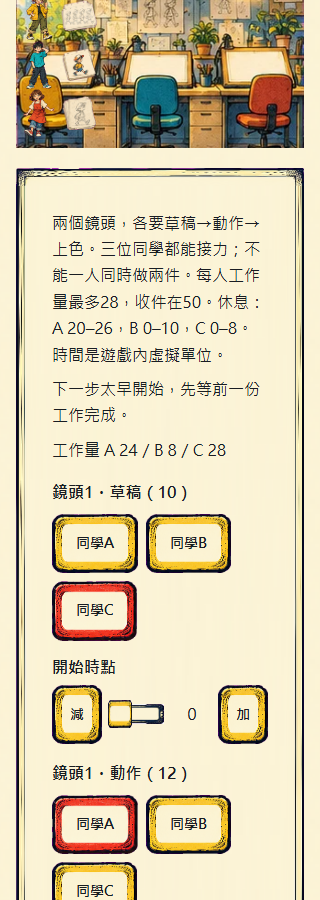 兩個鏡頭，各要草稿→動作→
上色。三位同學都能接力；不
能一人同時做兩件。每人工作
量最多28，收件在50。休息：
A 20–26，B 0–10，C 0–8。
時間是遊戲內虛擬單位。
下一步太早開始，先等前一份
工作完成。
工作量 A 24 / B 8 / C 28
鏡頭1・草稿（10）
同學A 同學B
同學C
開始時點
減 0 加
鏡頭1・動作（12）
同學A 同學B
同學C